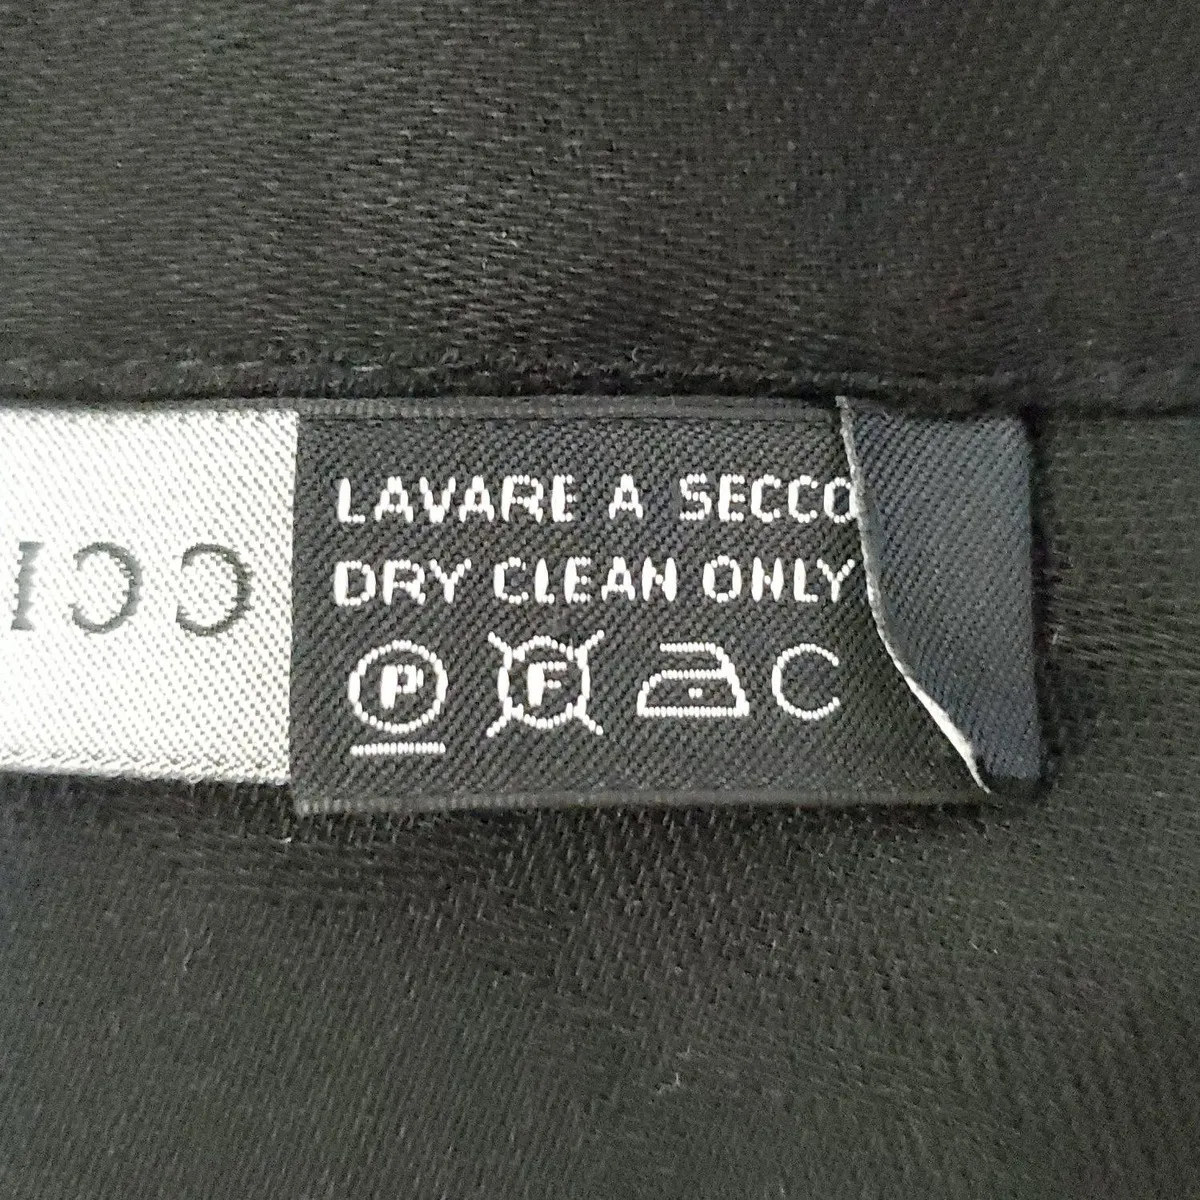 LAVARE A SECCO
DRY CLEAN ONLY
P F C